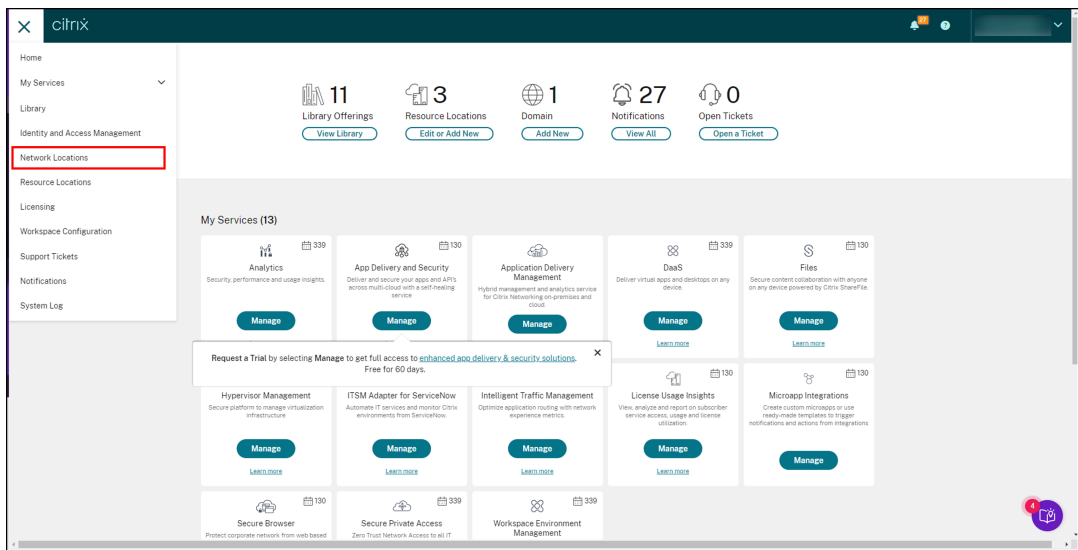 citrix
27
Home
My Services
Library
Identity and Access Management
Network Locations
Resource Locations
Licensing
Workspace Configuration
Support Tickets
Notifications
System Log
11
Library Offerings
View Library
3
Resource Locations
Edit or Add New
1
Domain
Add New
27
Notifications
View All
0
Open Tickets
Open a Ticket
My Services (13)
339
Analytics
Security, performance and usage insights.
Manage
130
App Delivery and Security
Deliver and secure your apps and API's
across multi-cloud with a self-healing
service
Manage
Application Delivery
Management
Hybrid management and analytics service
for Citrix Networking on-premises and
cloud.
Manage
339
DaaS
Deliver virtual apps and desktops on any
device.
Manage
Learn more
130
Files
Secure content collaboration with anyone
on any device powered by Citrix ShareFile.
Manage
Learn more
Request a Trial by selecting Manage to get full access to enhanced app delivery & security solutions.
Free for 60 days.
Hypervisor Management
Secure platform to manage virtualization
infrastructure
Manage
Learn more
ITSM Adapter for ServiceNow
Automate IT services and monitor Citrix
environments from ServiceNow.
Manage
Learn more
Intelligent Traffic Management
Optimize application routing with network
experience metrics.
Manage
Learn more
130
License Usage Insights
View, analyze and report on subscriber
service access, usage and license
utilization.
Manage
Learn more
130
Microapp Integrations
Create custom microapps or use
ready-made templates to trigger
notifications and actions from integrations
Manage
130
Secure Browser
Protect corporate network from web based
339
Secure Private Access
Zero Trust Network Access to all IT
339
Workspace Environment
Management
4